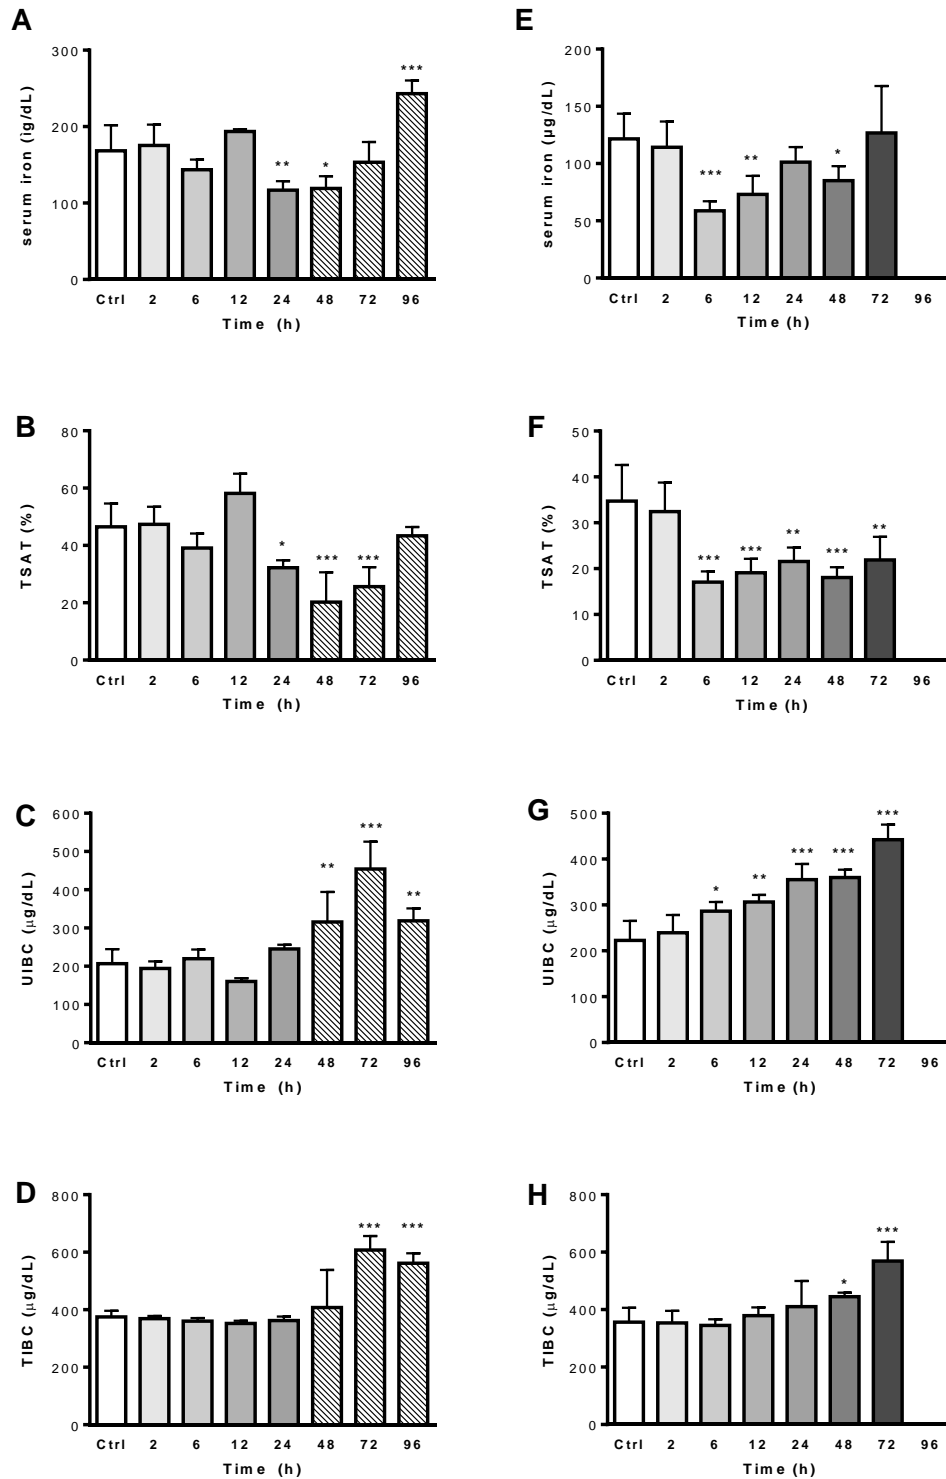 A
serum iron (ig/dL)
300
200
100
0
***
**
*
Ctrl 2 6 12 24 48 72 96
Time (h)
E
serum iron (µg/dL)
200
150
100
50
0
***
**
*
Ctrl 2 6 12 24 48 72 96
Time (h)
B
TSAT (%)
80
60
40
20
0
*
***
***
Ctrl 2 6 12 24 48 72 96
Time (h)
F
TSAT (%)
50
40
30
20
10
0
***
***
**
***
**
Ctrl 2 6 12 24 48 72 96
Time (h)
C
UIBC (µg/dL)
600
500
400
300
200
100
0
**
***
**
Ctrl 2 6 12 24 48 72 96
Time (h)
G
UIBC (µg/dL)
500
400
300
200
100
0
*
**
***
***
***
Ctrl 2 6 12 24 48 72 96
Time (h)
D
TIBC (µg/dL)
800
600
400
200
0
***
***
Ctrl 2 6 12 24 48 72 96
Time (h)
H
TIBC (µg/dL)
800
600
400
200
0
*
***
Ctrl 2 6 12 24 48 72 96
Time (h)